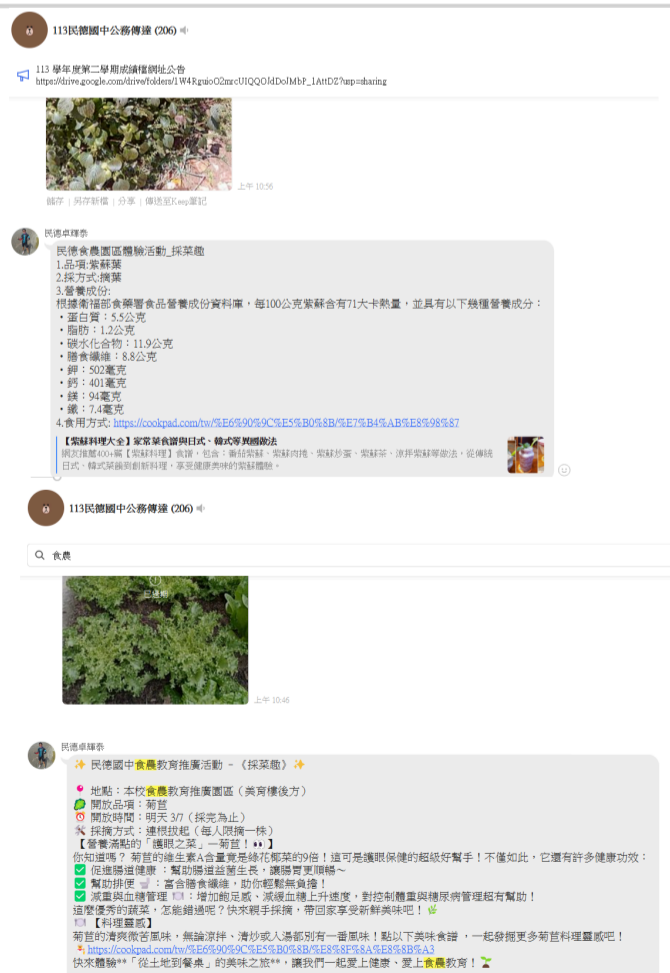 113民德國中公務傳達 (206)
113 學年度第二學期成績檔網址公告
上午 10:56
儲存 | 另存新檔 | 分享 | 傳送至Keep筆記
民德卓輝泰
民德食農園區體驗活動_採菜趣
1.品項:紫蘇葉
2.採方式:摘葉
3.營養成份:
根據衛福部食藥署食品營養成份資料庫，每100公克紫蘇含有71大卡熱量，並具有以下幾種營養成分：
・蛋白質：5.5公克
・脂肪：1.2公克
・碳水化合物：11.9公克
・膳食纖維：8.8公克
・鉀：502毫克
・鈣：401毫克
・鎂：94毫克
・鐵：7.4毫克
4.食用方式: https://cookpad.com/tw/%E6%90%9C%E5%B0%8B/%E7%B4%AB%E8%98%87
【紫蘇料理大全】家常菜食譜與日式、韓式等異國做法
網友推薦400+篇【紫蘇料理】食譜，包含：番茄紫蘇、紫蘇肉捲、紫蘇炒蛋、紫蘇茶、涼拌紫蘇等做法，從傳統
日式、韓式菜餚到創新料理，享受健康美味的紫蘇體驗。
113民德國中公務傳達 (206)
食農
已過期
上午 10:46
民德卓輝泰
✨ 民德國中食農教育推廣活動 – 《採菜趣》✨
📍 地點：本校食農教育推廣園區（美育樓後方）
🥬 開放品項：菊苣
⏰ 開放時間：明天 3/7（採完為止）
🛠 採摘方式：連根拔起（每人限摘一株）
【營養滿點的「護眼之菜」—菊苣！👀】
你知道嗎？ 菊苣的維生素A含量竟是綠花椰菜的9倍！這可是護眼保健的超級好幫手！不僅如此，它還有許多健康功效：
✅ 促進腸道健康 ：幫助腸道益菌生長，讓腸胃更順暢～
✅ 幫助排便 🚽：富含膳食纖維，助你輕鬆無負擔！
✅ 減重與血糖管理 🍽：增加飽足感、減緩血糖上升速度，對控制體重與糖尿病管理超有幫助！
這麼優秀的蔬菜，怎能錯過呢？快來親手採摘，帶回家享受新鮮美味吧！🌿
🍽 【料理靈感】
菊苣的清爽微苦風味，無論涼拌、清炒或入湯都別有一番風味！點以下美味食譜 ，一起發掘更多菊苣料理靈感吧！
https://cookpad.com/tw/%E6%90%9C%E5%B0%8B/%E8%8F%8A%E8%8B%A3
快來體驗**「從土地到餐桌」的美味之旅**，讓我們一起愛上健康、愛上食農教育！🌱